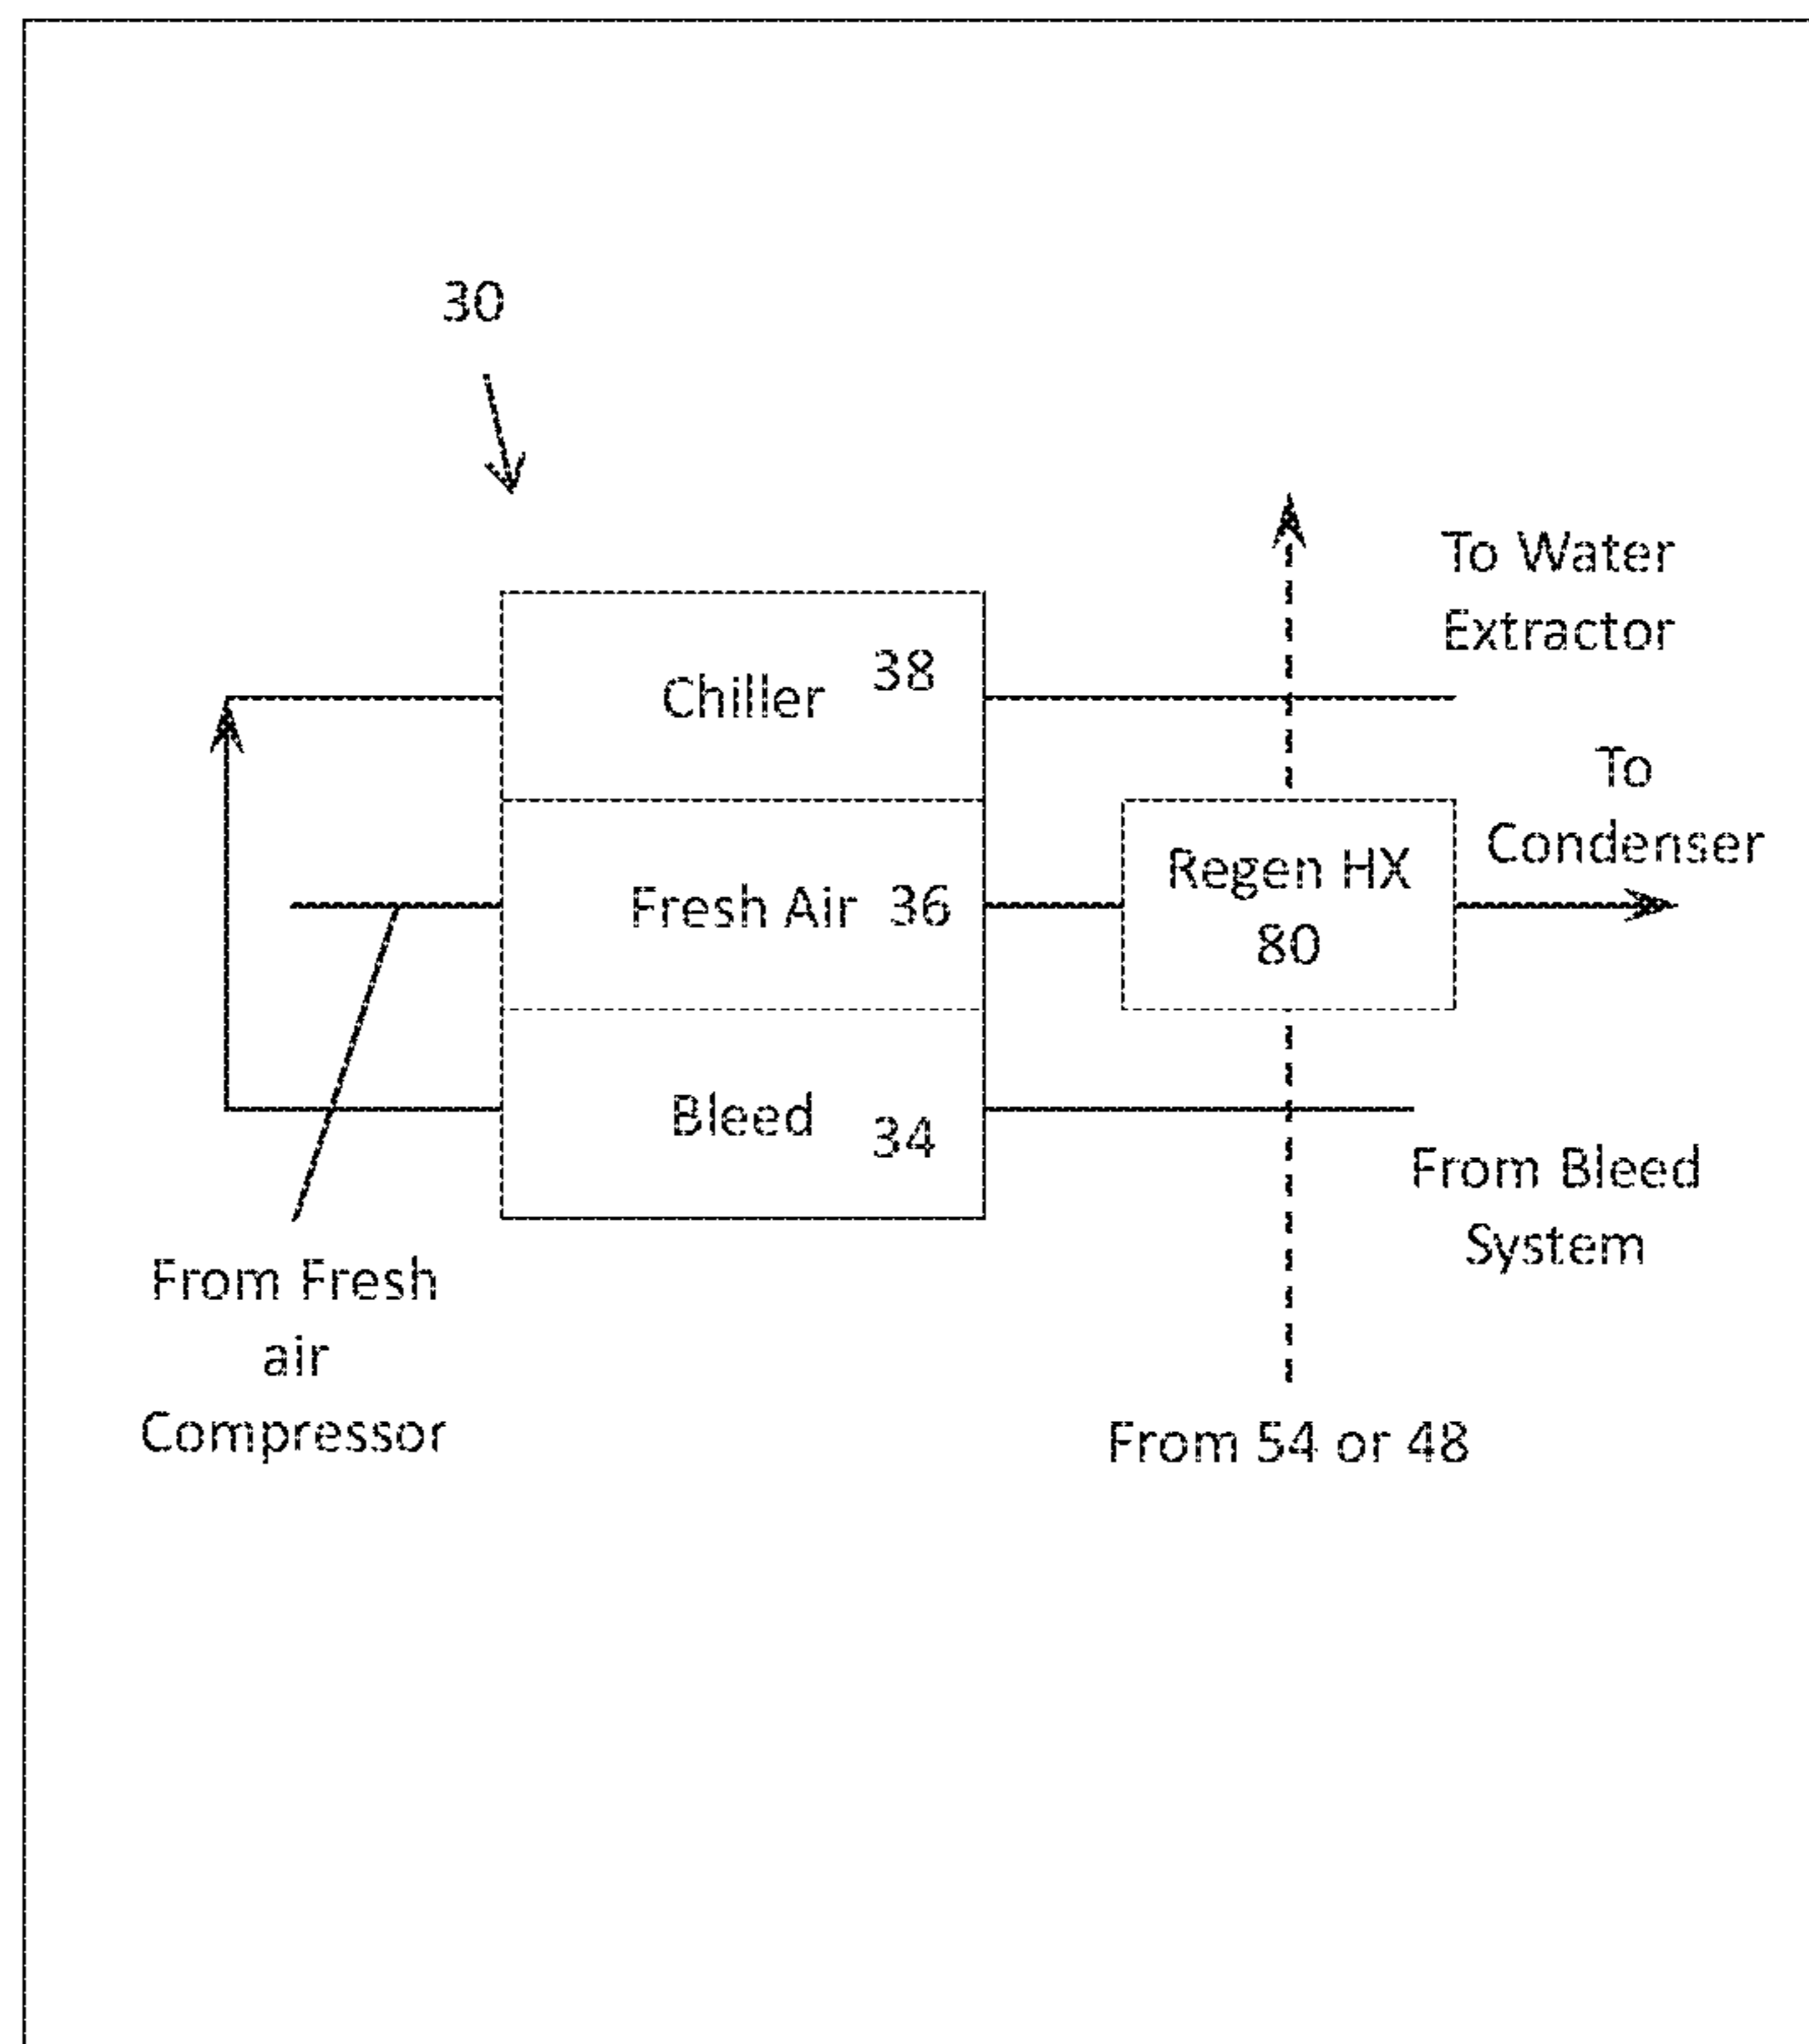 30
To Water
Extractor
Chiller 38
To
Condenser
Regen HX
80
Fresh Air 36
Bleed 34
From Bleed
System
From Fresh
air
Compressor
From 54 or 48